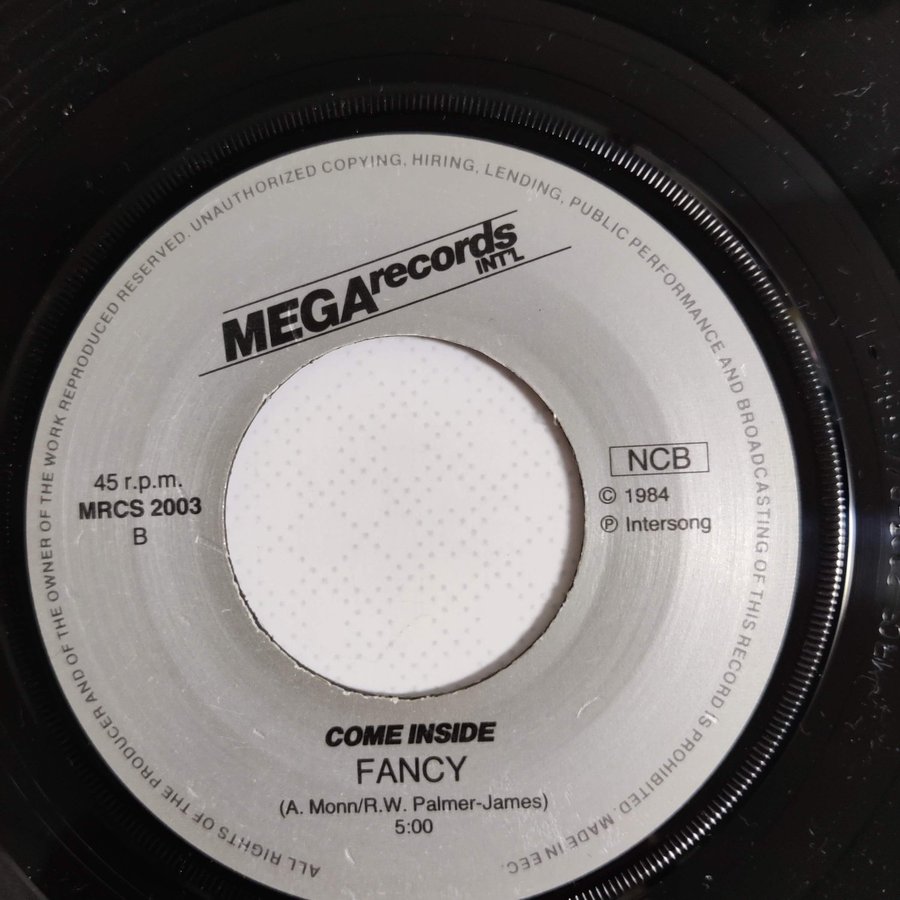 ALL RIGHTS OF THE PRODUCER AND OF THE OWNER OF THE WORK REPRODUCED RESERVED. UNAUTHORIZED COPYING, HIRING, LENDING, PUBLIC PERFORMANCE AND BROADCASTING OF THIS RECORD IS PROHIBITED. MADE IN EEC.
MEGA records
INT'L
NCB
45 r.p.m.
MRCS 2003
B
© 1984
℗ Intersong
COME INSIDE
FANCY
(A. Monn/R.W. Palmer-James)
5:00